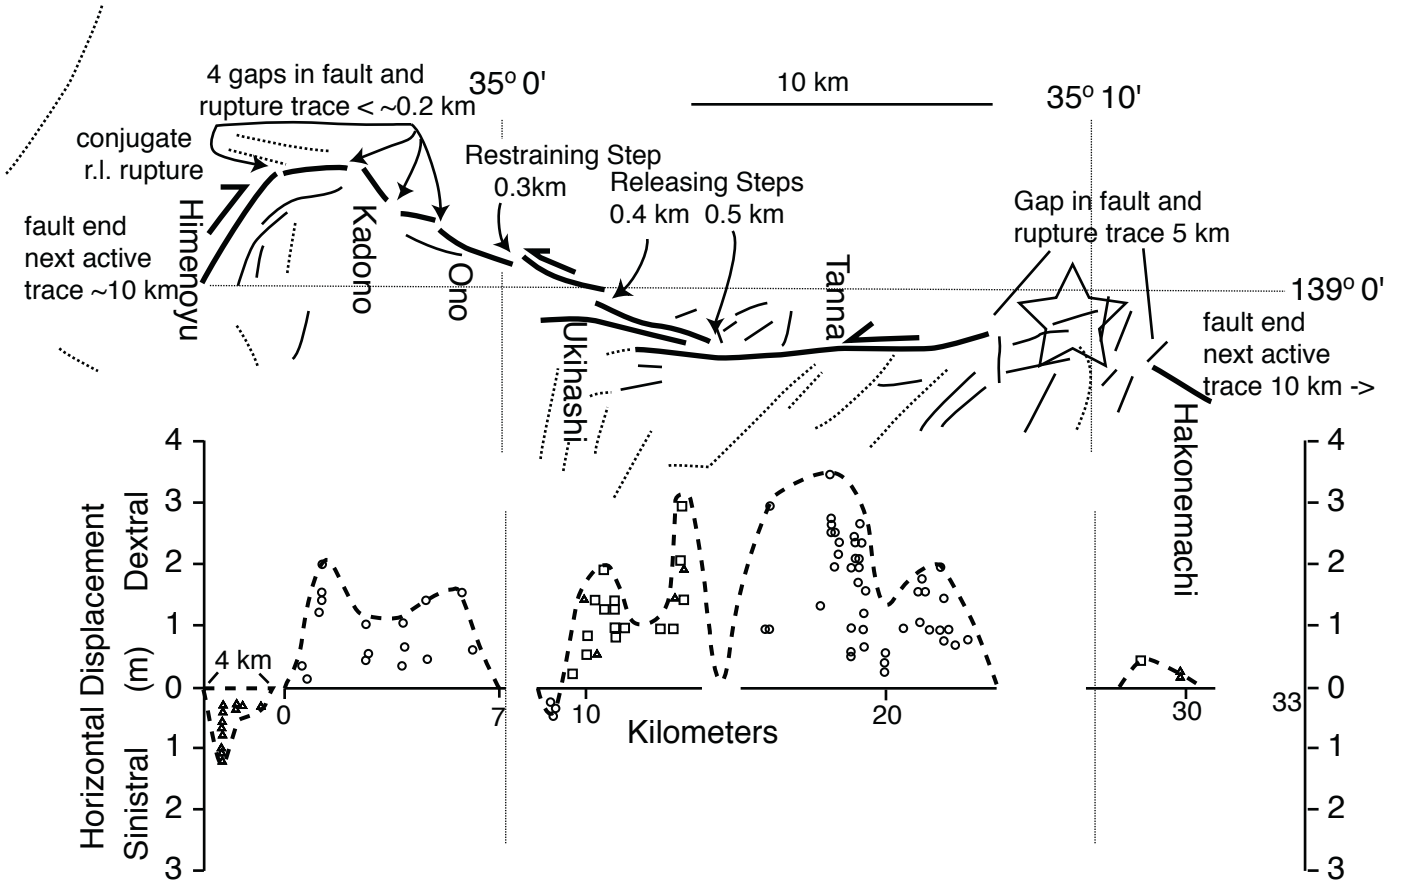 4 gaps in fault and
rupture trace < ~0.2 km
35º 0'
10 km
35º 10'
conjugate
r.l. rupture
Restraining Step
0.3km
Releasing Steps
0.4 km 0.5 km
Gap in fault and
rupture trace 5 km
fault end
next active
trace ~10 km
Himenoyu
Kadono
Ono
Ukihashi
Tanna
139º 0'
fault end
next active
trace 10 km ->
Hakonemachi
Horizontal Displacement
(m)
Dextral
Sinistral
4
3
2
1
0
1
2
3
4 km
0
7
10
20
30
33
Kilometers
4
3
2
1
0
1
2
3